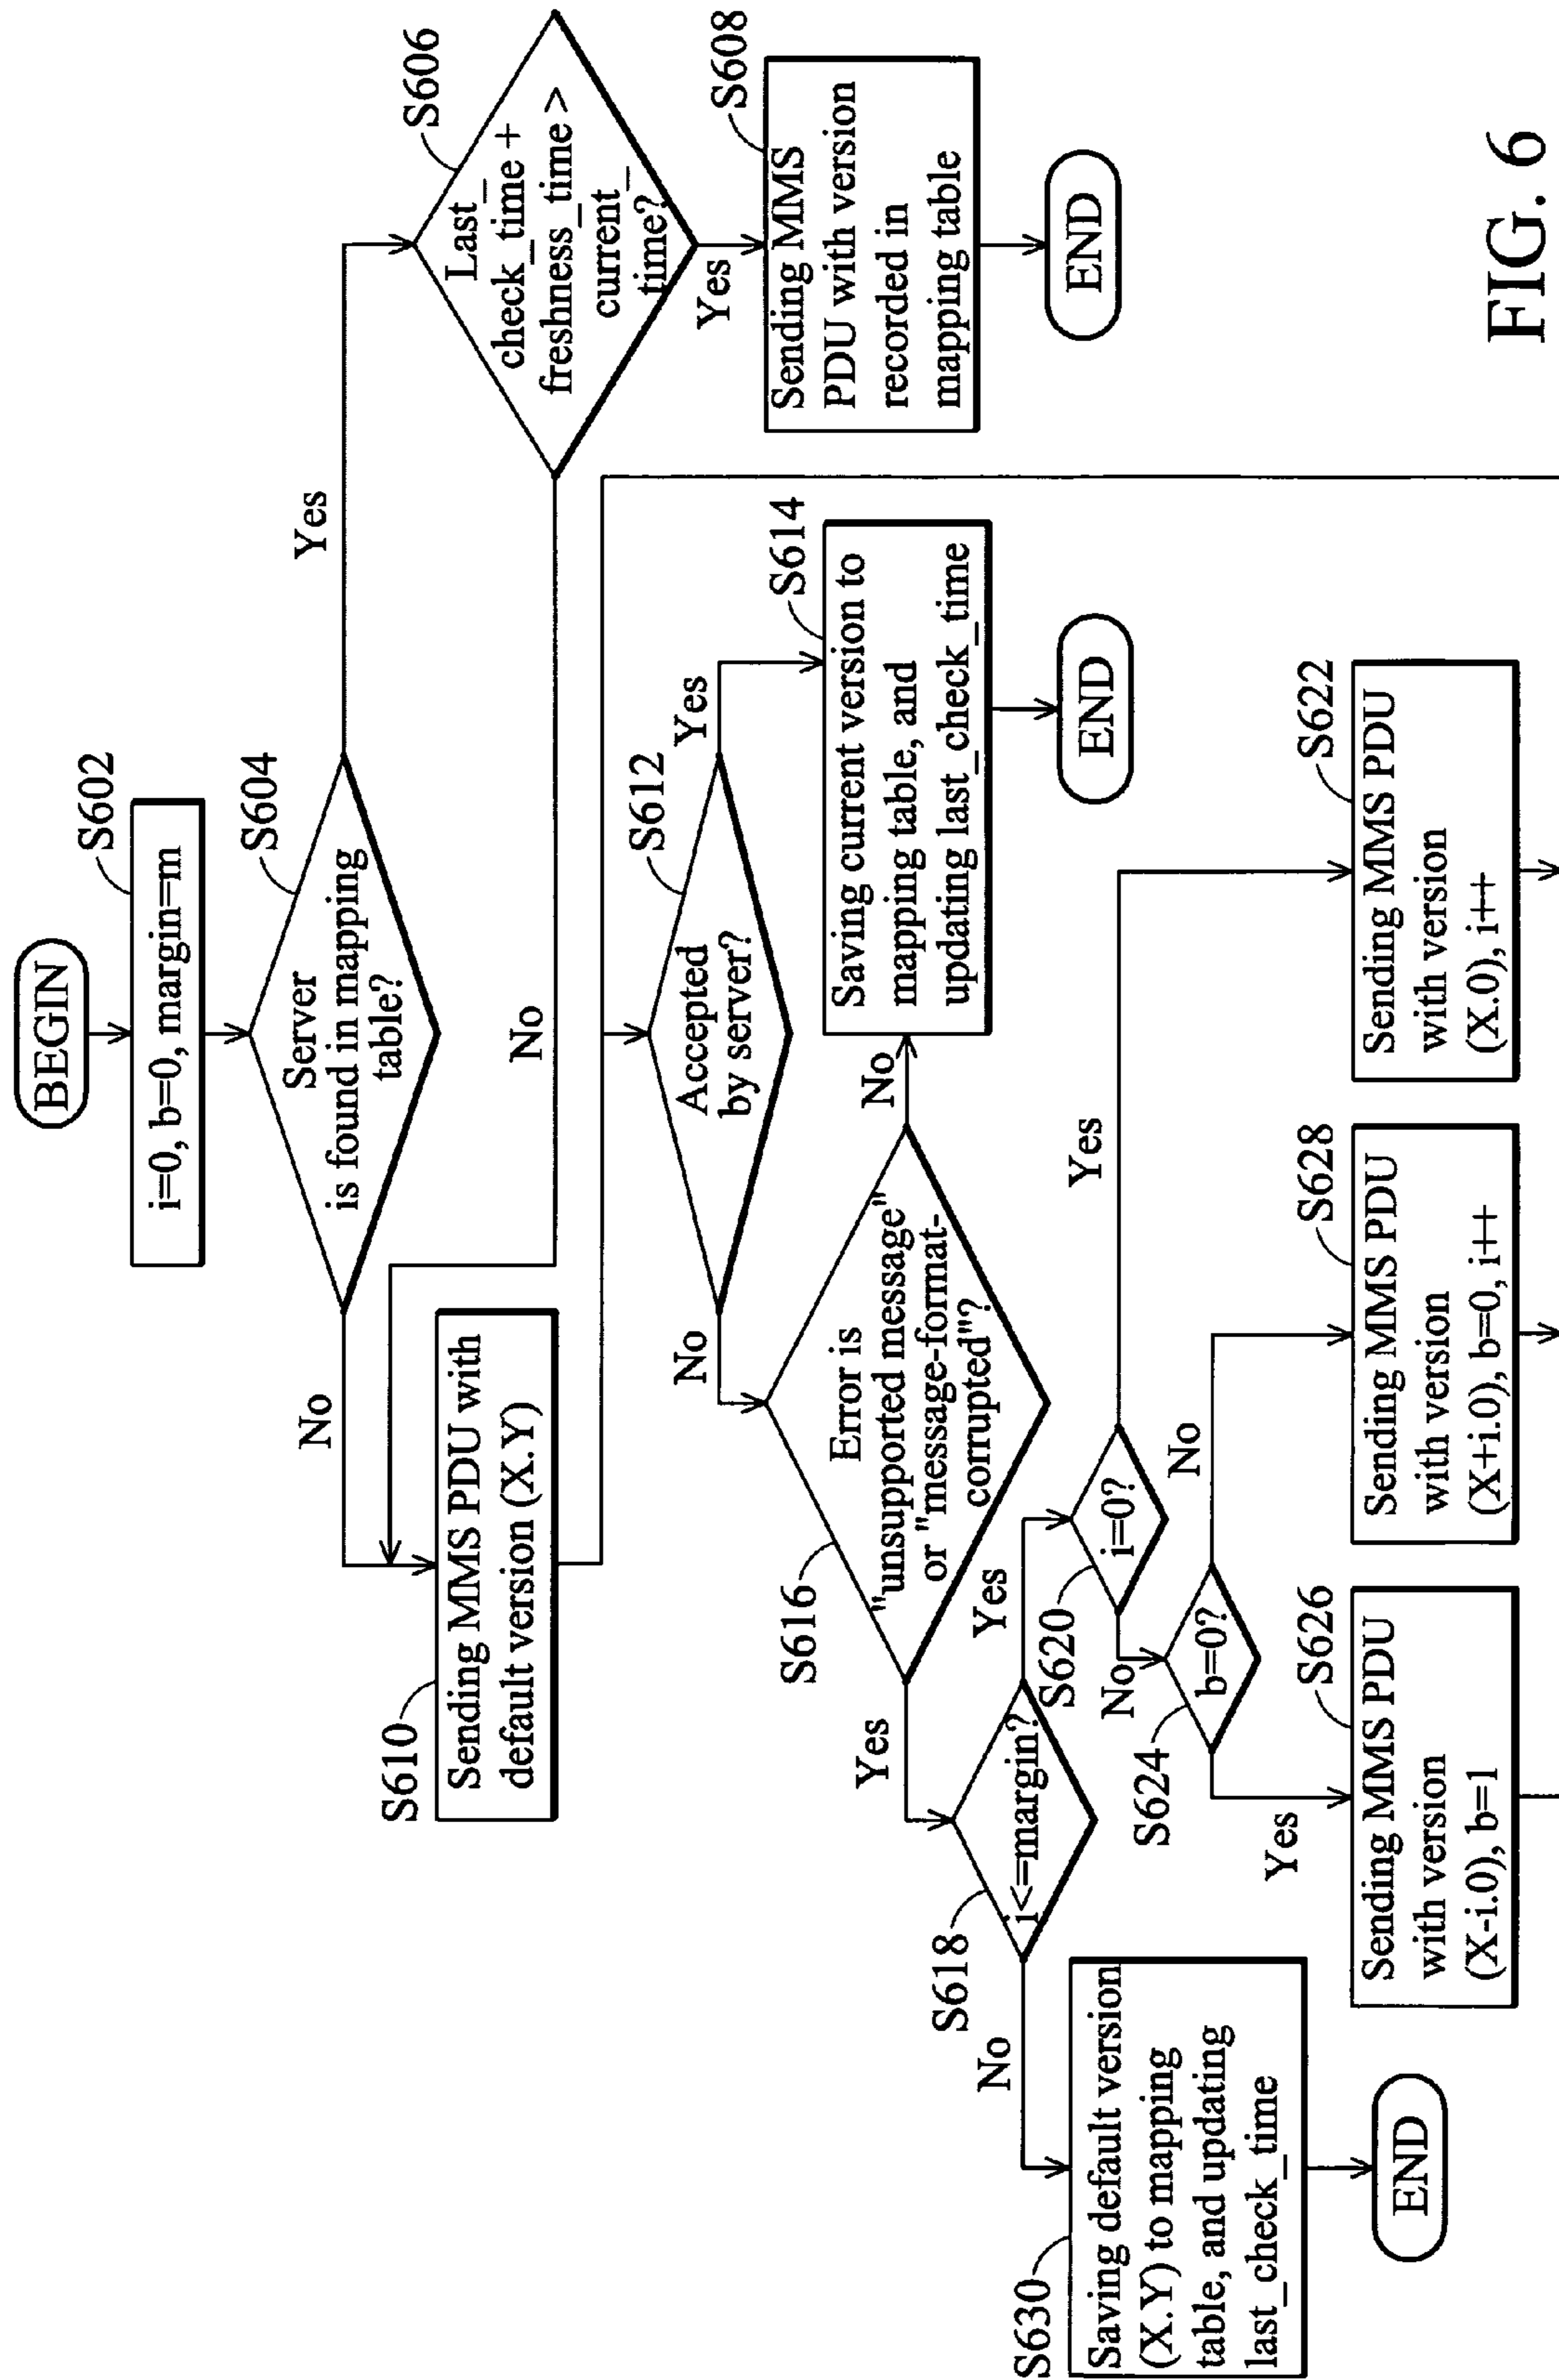 BEGIN
S602
i=0, b=0, margin=m
S604
Server
is found in mapping
table?
Yes
No
S606
Last_
check_time +
freshness_time >
current_
time?
Yes
No
S608
Sending MMS
PDU with version
recorded in
mapping table
END
S610
Sending MMS PDU with
default version (X.Y)
S612
Accepted
by server?
Yes
No
S614
Saving current version to
mapping table, and
updating last_check_time
END
S616
Error is
"unsupported message"
or "message-format-
corrupted"?
No
Yes
S618
i<=margin?
Yes
No
S620
i=0?
Yes
No
S622
Sending MMS PDU
with version
(X.0), i++
S624
b=0?
No
Yes
S628
Sending MMS PDU
with version
(X+i.0), b=0, i++
S626
Sending MMS PDU
with version
(X-i.0), b=1
S630
Saving default version
(X.Y) to mapping
table, and updating
last_check_time
END
FIG. 6